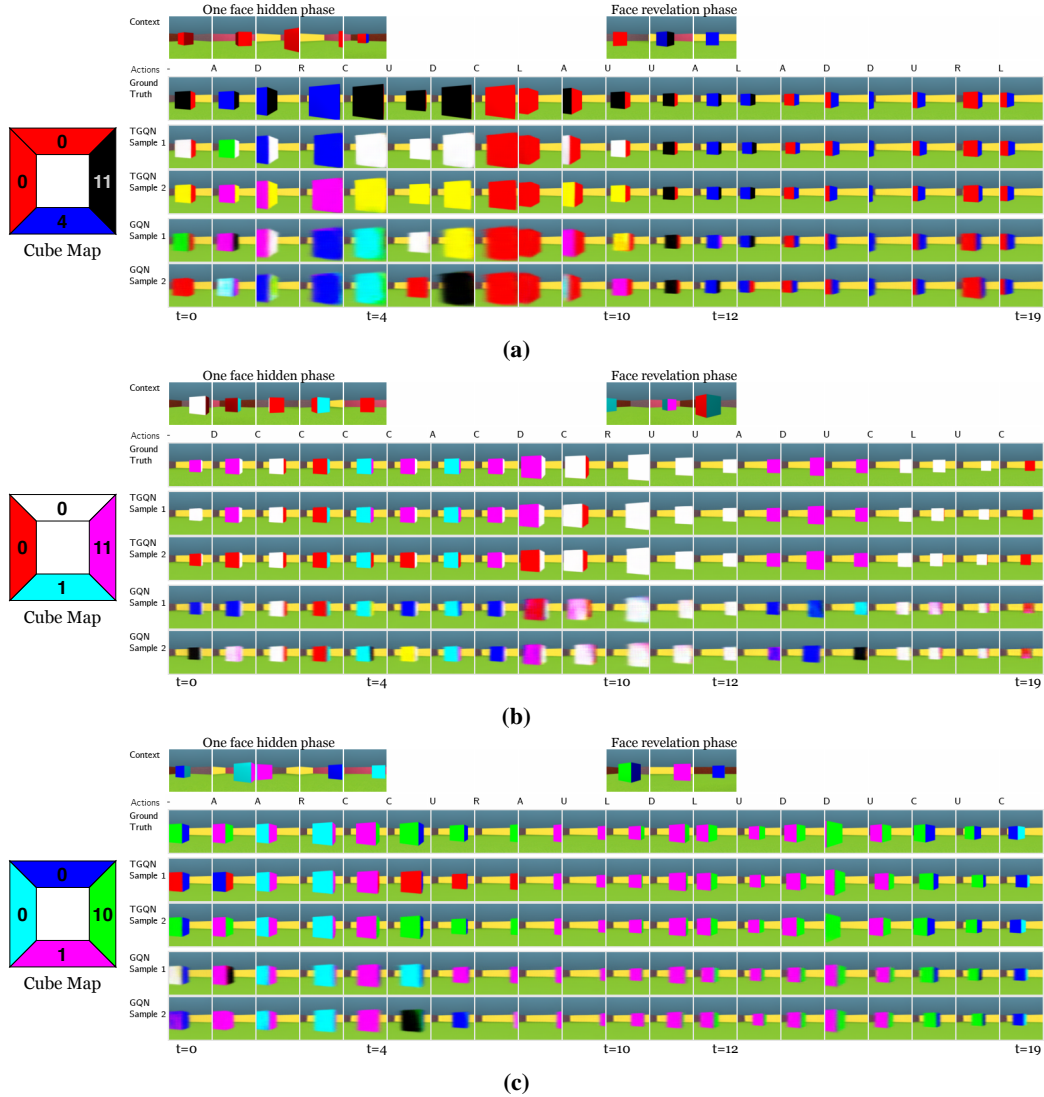 One face hidden phase Face revelation phase
Context
Actions - A D R C U D C L A U U A L A D D U R L
Ground
Truth
TGQN
Sample 1
TGQN
Sample 2
GQN
Sample 1
GQN
Sample 2
0
0 11
4
Cube Map
t=0 t=4 t=10 t=12 t=19
(a)
One face hidden phase Face revelation phase
Context
Actions - D C C C C A C D C R U U A D U C L U C
Ground
Truth
TGQN
Sample 1
TGQN
Sample 2
GQN
Sample 1
GQN
Sample 2
0
0 11
1
Cube Map
t=0 t=4 t=10 t=12 t=19
(b)
One face hidden phase Face revelation phase
Context
Actions - A A R C C U R A U L D L U D D U C U C
Ground
Truth
TGQN
Sample 1
TGQN
Sample 2
GQN
Sample 1
GQN
Sample 2
0
0 10
1
Cube Map
t=0 t=4 t=10 t=12 t=19
(c)